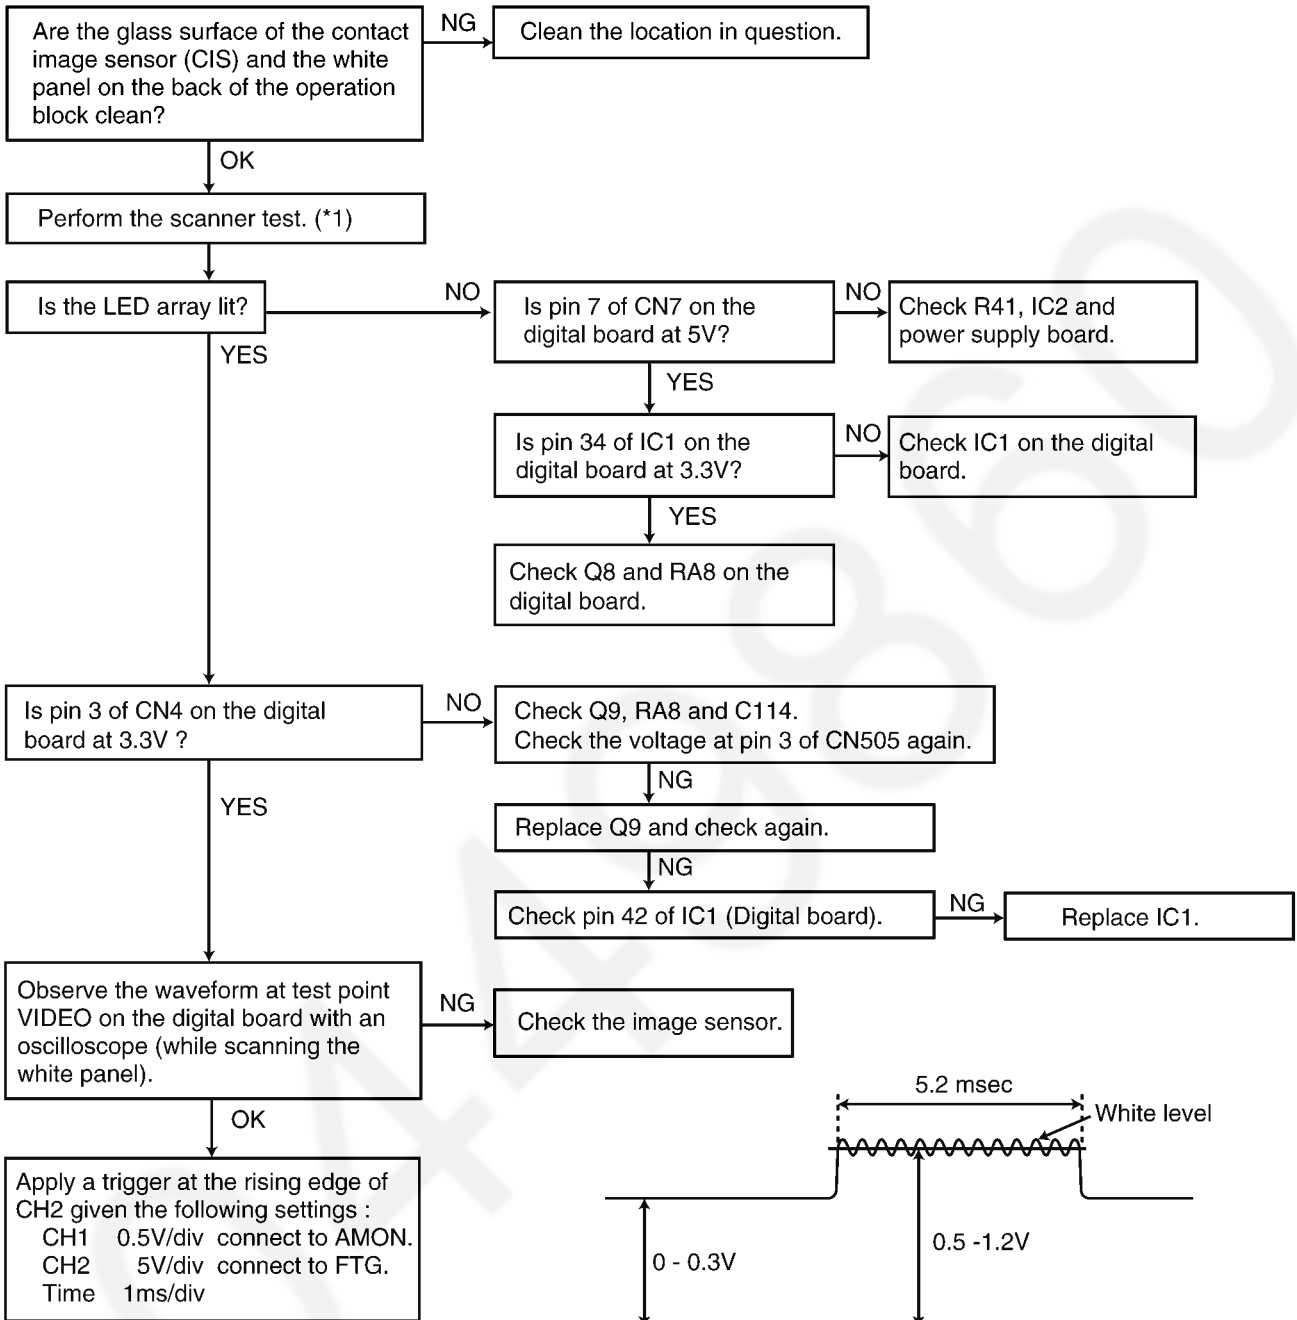 Are the glass surface of the contact
image sensor (CIS) and the white
panel on the back of the operation
block clean?
NG
Clean the location in question.
OK
Perform the scanner test. (*1)
Is the LED array lit?
NO
Is pin 7 of CN7 on the
digital board at 5V?
NO
Check R41, IC2 and
power supply board.
YES
YES
Is pin 34 of IC1 on the
digital board at 3.3V?
NO
Check IC1 on the digital
board.
YES
Check Q8 and RA8 on the
digital board.
Is pin 3 of CN4 on the digital
board at 3.3V ?
NO
Check Q9, RA8 and C114.
Check the voltage at pin 3 of CN505 again.
NG
YES
Replace Q9 and check again.
NG
Check pin 42 of IC1 (Digital board).
NG
Replace IC1.
Observe the waveform at test point
VIDEO on the digital board with an
oscilloscope (while scanning the
white panel).
NG
Check the image sensor.
OK
Apply a trigger at the rising edge of
CH2 given the following settings :
CH1 0.5V/div connect to AMON.
CH2 5V/div connect to FTG.
Time 1ms/div
5.2 msec
White level
0 - 0.3V
0.5 -1.2V
0449860